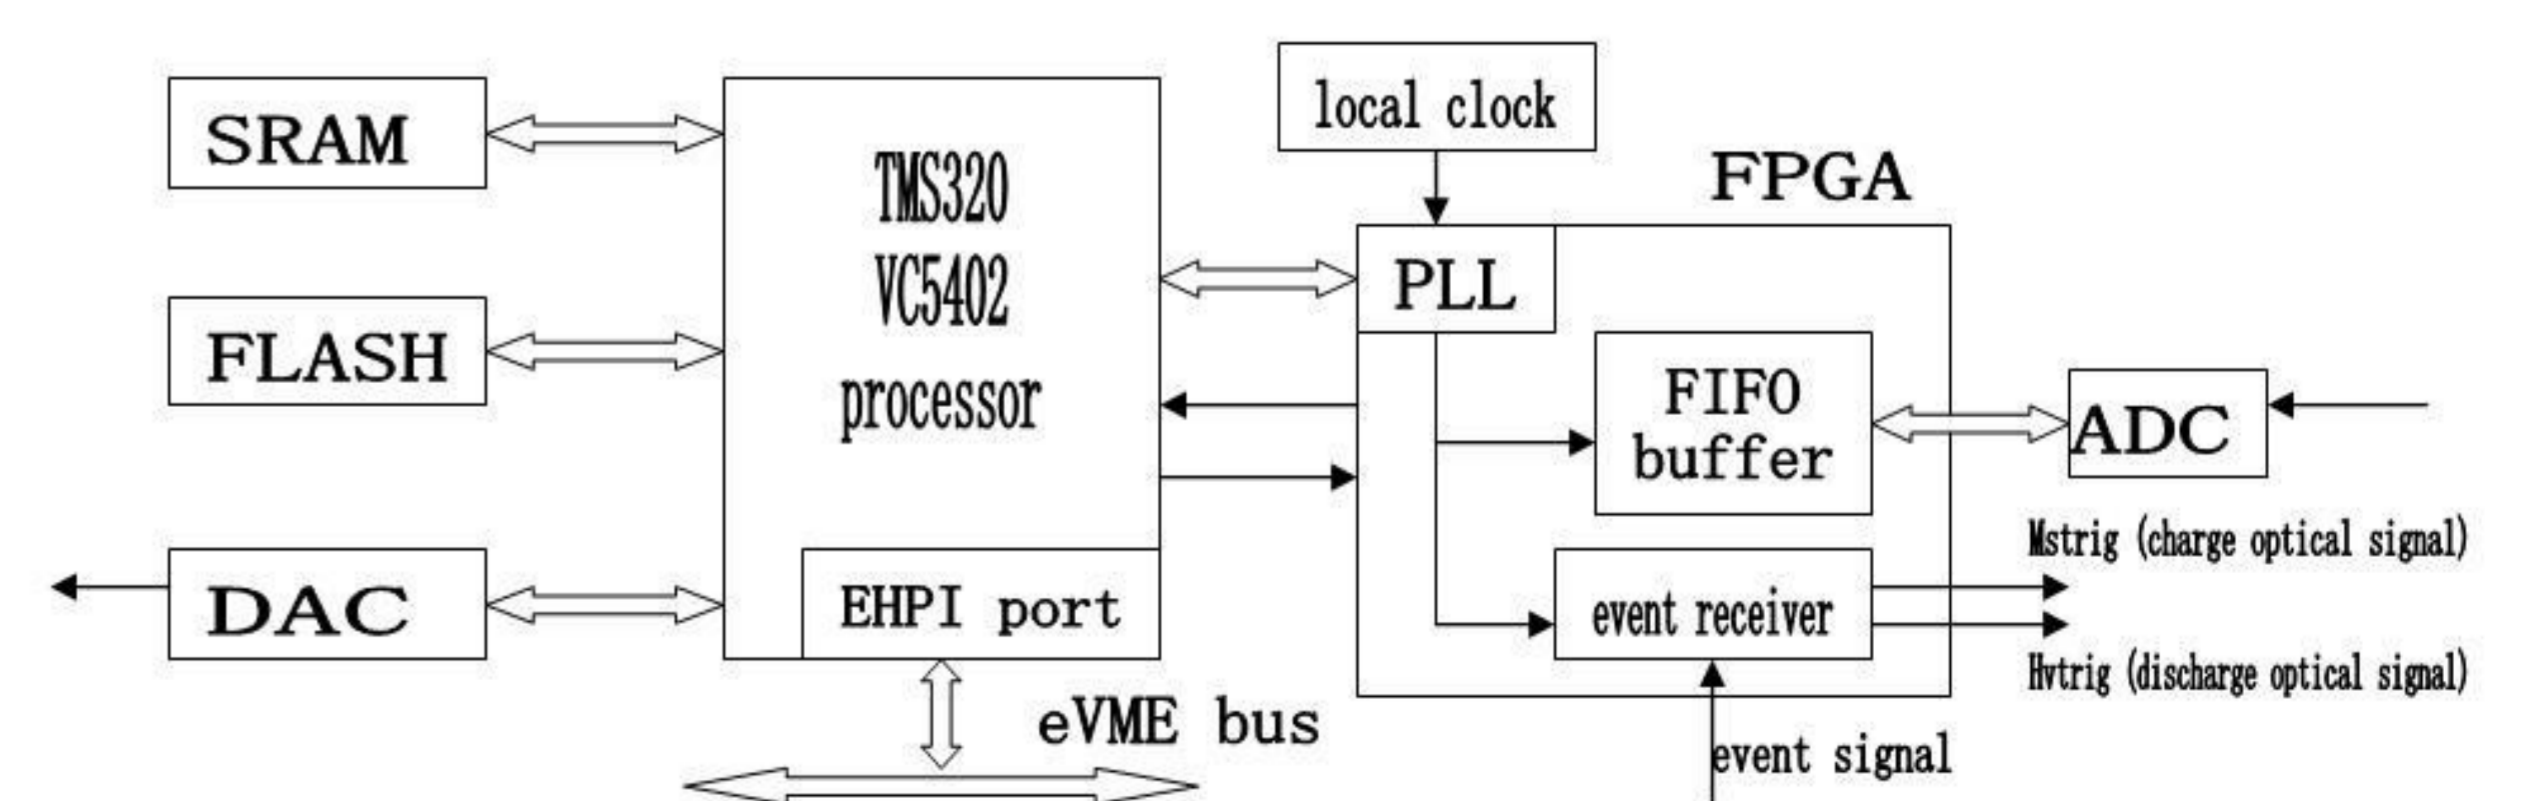 SRAM
FLASH
DAC
TMS320
VC5402
processor
EHPI port
eVME bus
local clock
FPGA
PLL
FIFO
buffer
event receiver
event signal
ADC
Mstrig (charge optical signal)
Hvtrig (discharge optical signal)